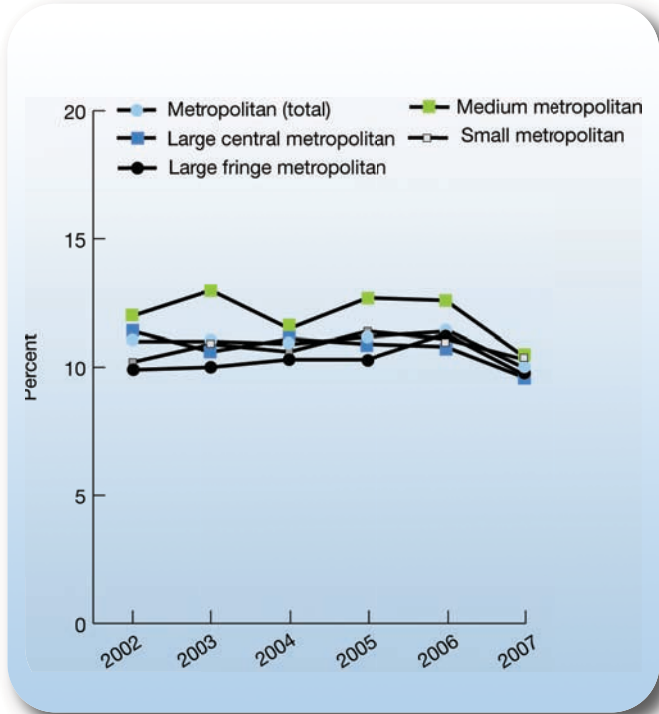 20
Metropolitan (total)
Medium metropolitan
Large central metropolitan
Small metropolitan
Large fringe metropolitan
15
10
5
0
Percent
2002
2003
2004
2005
2006
2007